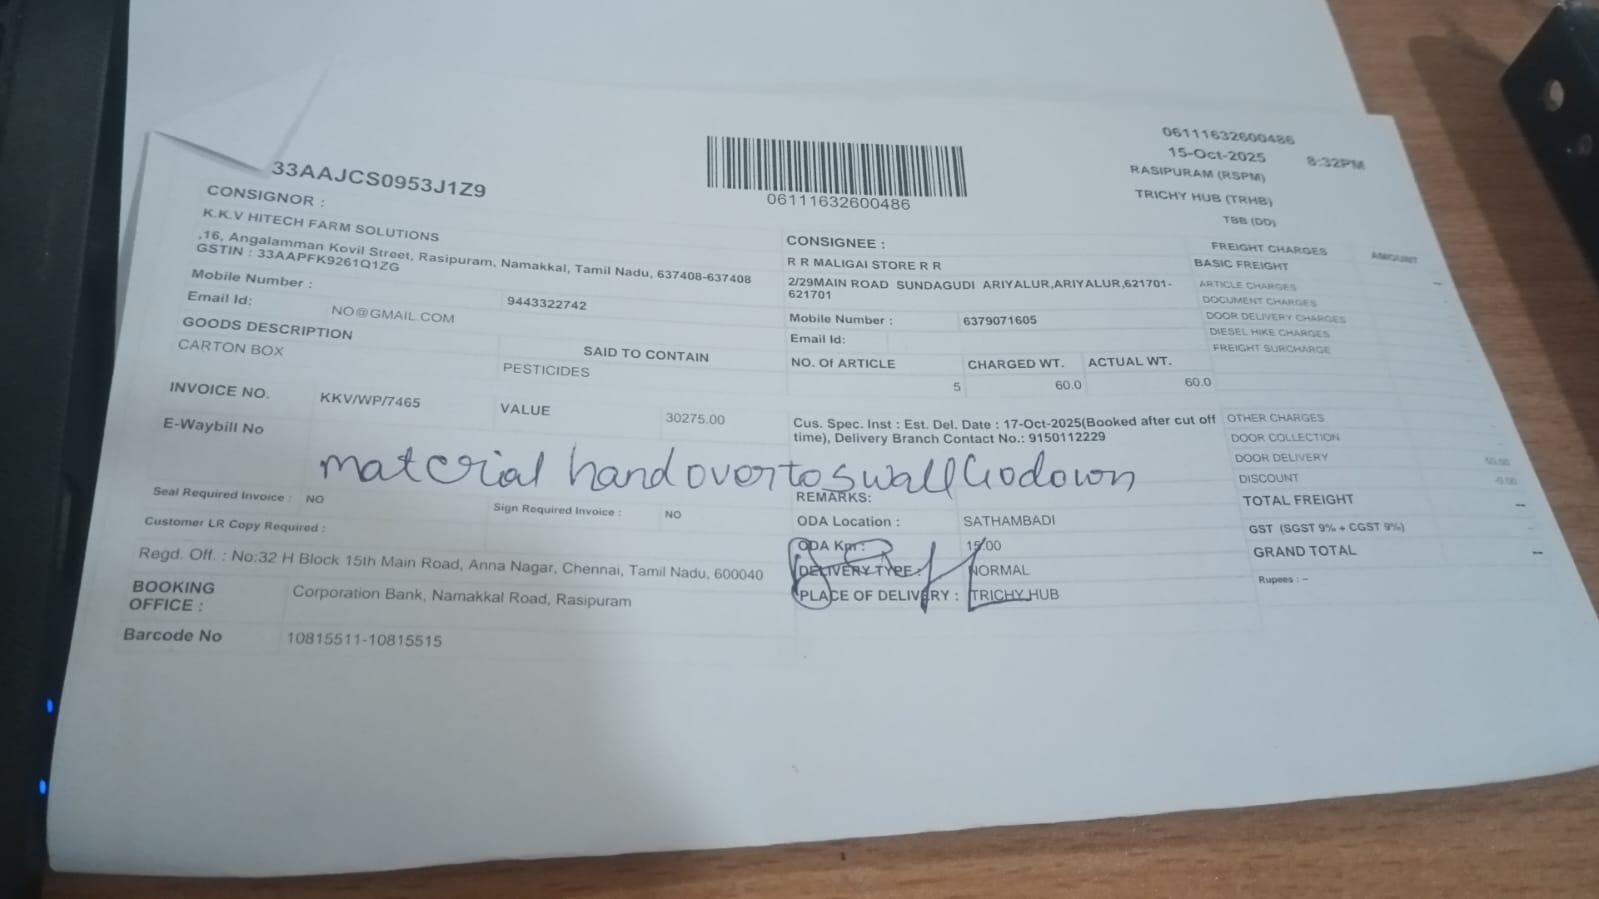 06111632600486
15-Oct-2025 8:32PM
RASIPURAM (RSPM)
TRICHY HUB (TRHB)
TBB (DD)
33AAJCS0953J1Z9
06111632600486
CONSIGNOR :
K.K.V HITECH FARM SOLUTIONS
,16, Angalamman Kovil Street, Rasipuram, Namakkal, Tamil Nadu, 637408-637408
GSTIN : 33AAPFK9261Q1ZG
Mobile Number : 9443322742
Email Id: NO@GMAIL.COM
CONSIGNEE :
R R MALIGAI STORE R R
2/29MAIN ROAD SUNDAGUDI ARIYALUR,ARIYALUR,621701-
621701
Mobile Number : 6379071605
Email Id:
FREIGHT CHARGES AMOUNT
BASIC FREIGHT --
ARTICLE CHARGES
DOCUMENT CHARGES
DOOR DELIVERY CHARGES
DIESEL HIKE CHARGES
FREIGHT SURCHARGE
GOODS DESCRIPTION SAID TO CONTAIN
CARTON BOX PESTICIDES
NO. Of ARTICLE CHARGED WT. ACTUAL WT.
5 60.0 60.0
INVOICE NO. KKV/WP/7465 VALUE 30275.00
E-Waybill No
Cus. Spec. Inst : Est. Del. Date : 17-Oct-2025(Booked after cut off
time), Delivery Branch Contact No.: 9150112229
OTHER CHARGES
DOOR COLLECTION
DOOR DELIVERY 50.00
DISCOUNT -0.00
TOTAL FREIGHT --
GST (SGST 9% + CGST 9%)
GRAND TOTAL --
Rupees : --
material hand over to swall Godown
Seal Required Invoice : NO Sign Required Invoice : NO
Customer LR Copy Required :
REMARKS:
ODA Location : SATHAMBADI
ODA Kpr : 15.00
DELIVERY TYPE : NORMAL
PLACE OF DELIVERY : TRICHY HUB
Regd. Off. : No:32 H Block 15th Main Road, Anna Nagar, Chennai, Tamil Nadu, 600040
BOOKING
OFFICE : Corporation Bank, Namakkal Road, Rasipuram
Barcode No 10815511-10815515